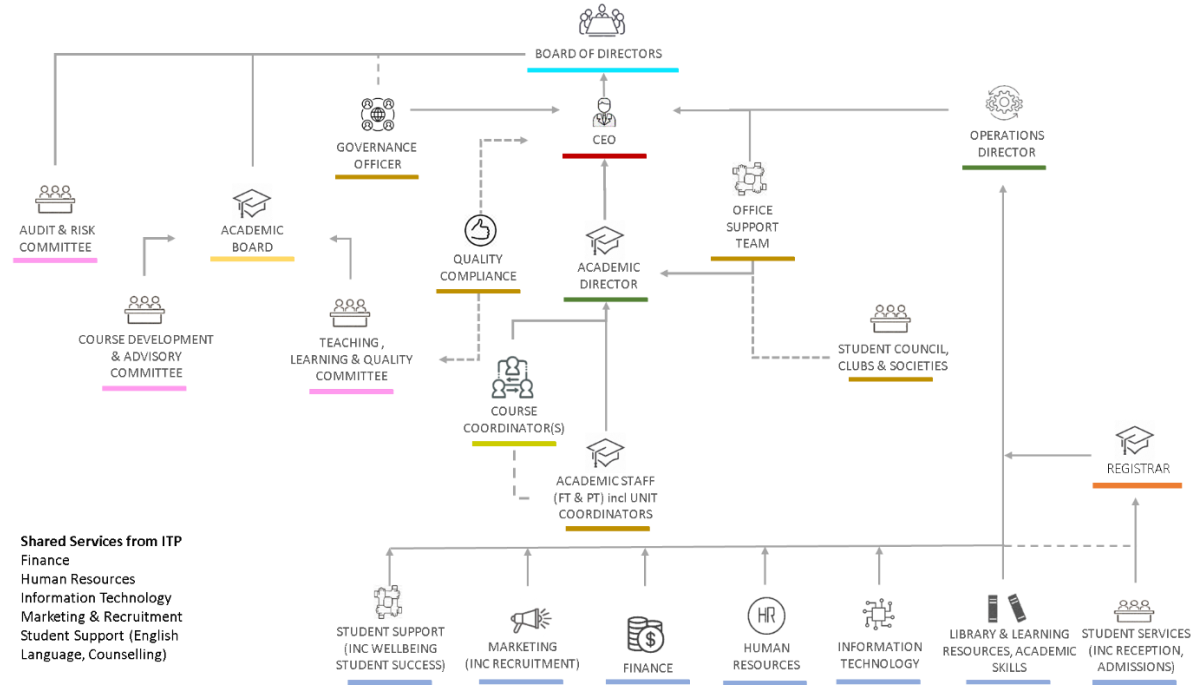 BOARD OF DIRECTORS
CEO
GOVERNANCE
OFFICER
OPERATIONS
DIRECTOR
AUDIT & RISK
COMMITTEE
ACADEMIC
BOARD
QUALITY
COMPLIANCE
ACADEMIC
DIRECTOR
OFFICE
SUPPORT
TEAM
COURSE DEVELOPMENT
& ADVISORY
COMMITTEE
TEACHING ,
LEARNING & QUALITY
COMMITTEE
STUDENT COUNCIL,
CLUBS & SOCIETIES
COURSE
COORDINATOR(S)
REGISTRAR
ACADEMIC STAFF
(FT & PT) incl UNIT
COORDINATORS
Shared Services from ITP
Finance
Human Resources
Information Technology
Marketing & Recruitment
Student Support (English
Language, Counselling)
STUDENT SUPPORT
(INC WELLBEING
STUDENT SUCCESS)
MARKETING
(INC RECRUITMENT)
$
FINANCE
HR
HUMAN
RESOURCES
INFORMATION
TECHNOLOGY
LIBRARY & LEARNING
RESOURCES, ACADEMIC
SKILLS
STUDENT SERVICES
(INC RECEPTION,
ADMISSIONS)